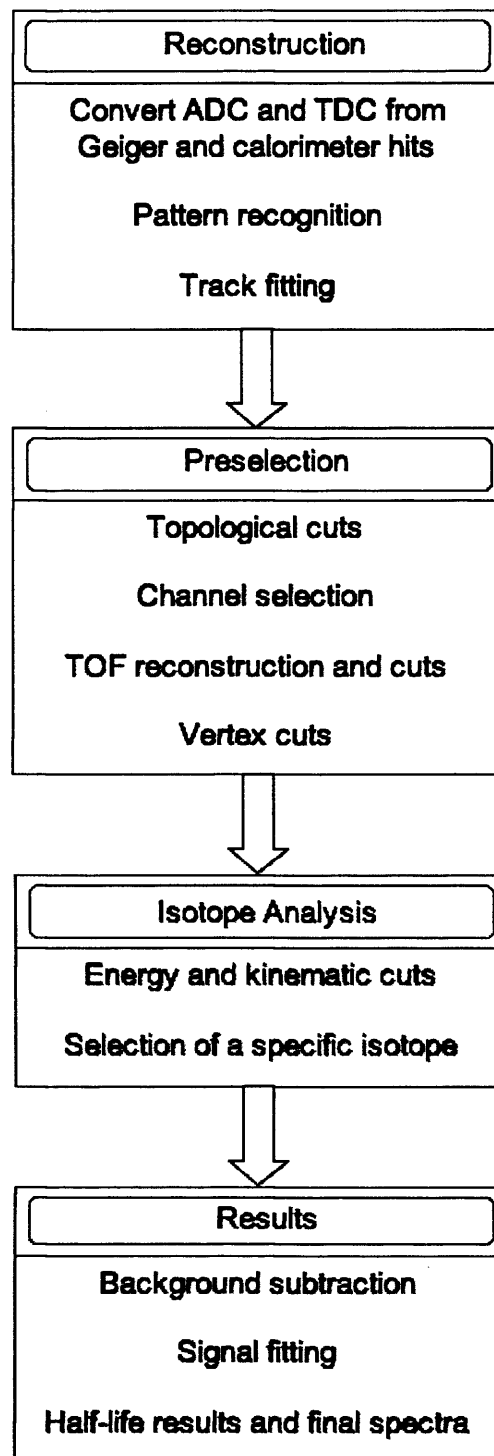 Reconstruction
Convert ADC and TDC from
Geiger and calorimeter hits
Pattern recognition
Track fitting
Preselection
Topological cuts
Channel selection
TOF reconstruction and cuts
Vertex cuts
Isotope Analysis
Energy and kinematic cuts
Selection of a specific isotope
Results
Background subtraction
Signal fitting
Half-life results and final spectra